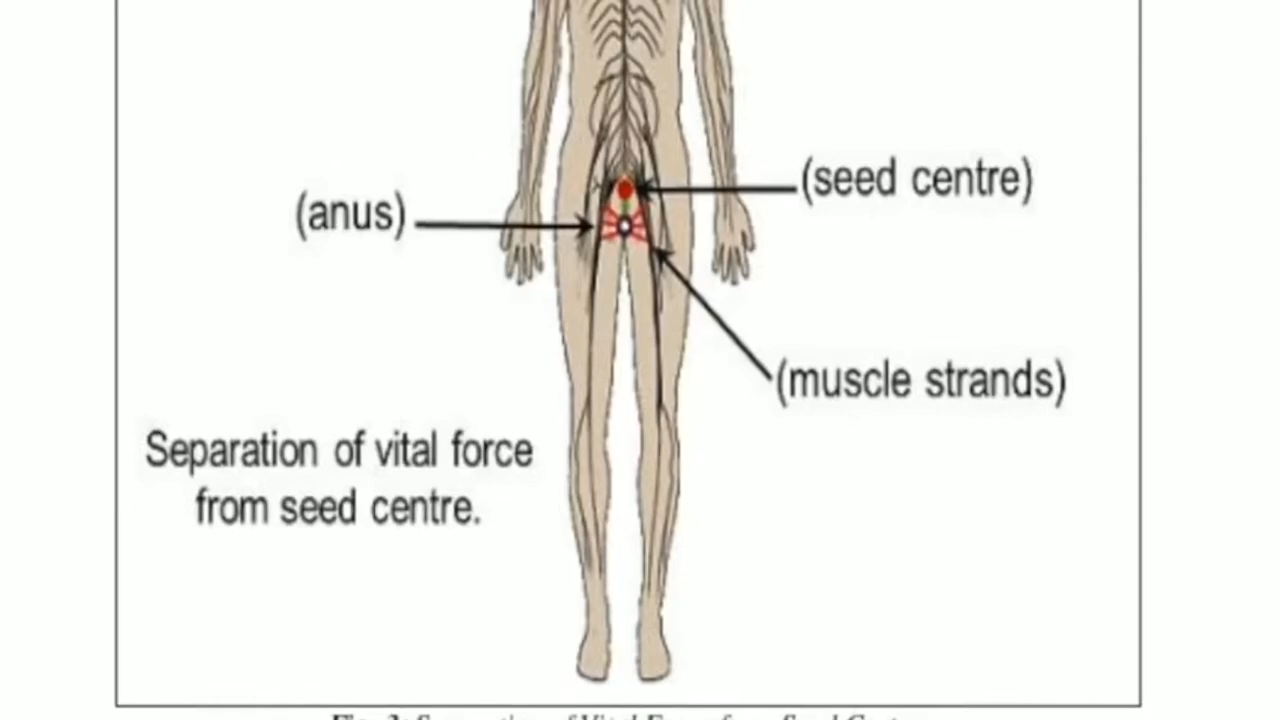 (seed centre)
(anus)
(muscle strands)
Separation of vital force
from seed centre.